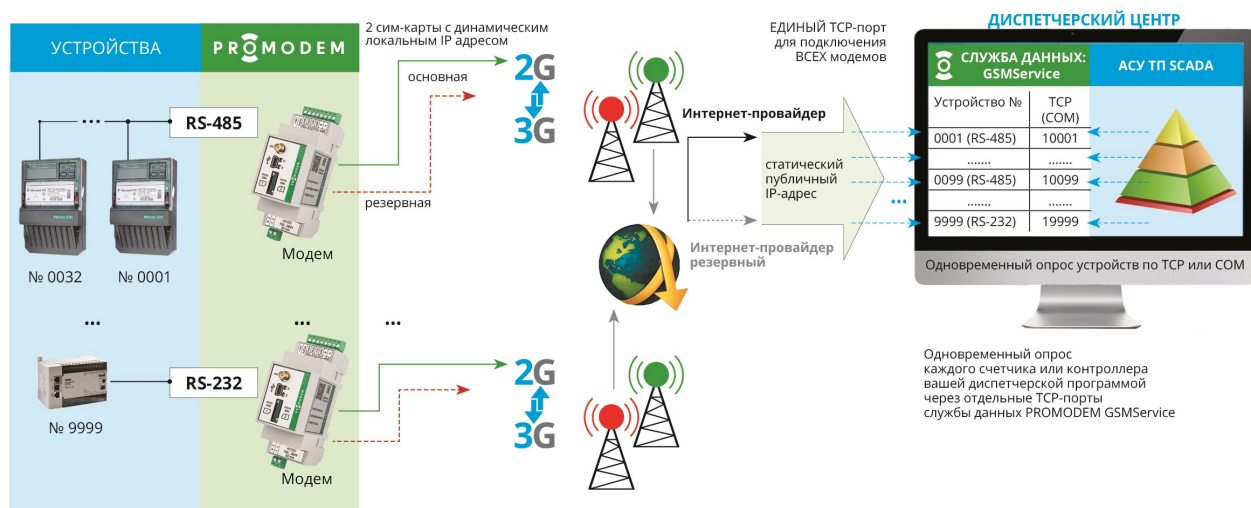 УСТРОЙСТВА
PROMODEM
2 сим-карты с динамическим
локальным IP адресом
основная
резервная
RS-485
№ 0032
№ 0001
Модем
...
...
...
...
RS-232
№ 9999
Модем
2G
3G
2G
3G
ЕДИНЫЙ TCP-порт
для подключения
ВСЕХ модемов
Интернет-провайдер
статический
публичный
IP-адрес
Интернет-провайдер
резервный
...
ДИСПЕТЧЕРСКИЙ ЦЕНТР
СЛУЖБА ДАННЫХ:
GSMService
АСУ ТП SCADA
Устройство № TCP
(COM)
0001 (RS-485) 10001
....... .......
0099 (RS-485) 10099
....... .......
9999 (RS-232) 19999
Одновременный опрос устройств по TCP или COM
Одновременный опрос
каждого счетчика или контроллера
вашей диспетчерской программой
через отдельные TCP-порты
службы данных PROMODEM GSMService